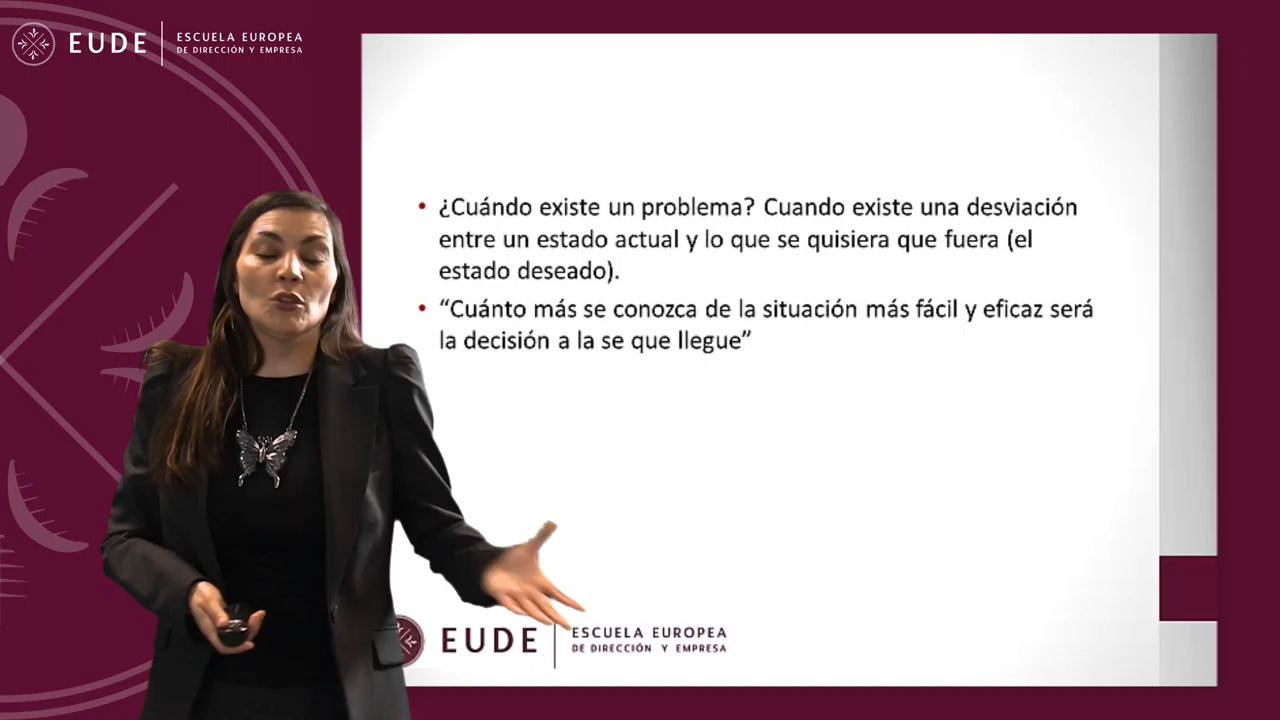 EUDE
ESCUELA EUROPEA
DE DIRECCIÓN Y EMPRESA
• ¿Cuándo existe un problema? Cuando existe una desviación
entre un estado actual y lo que se quisiera que fuera (el
estado deseado).
• “Cuánto más se conozca de la situación más fácil y eficaz será
la decisión a la se que llegue”
EUDE
ESCUELA EUROPEA
DE DIRECCIÓN Y EMPRESA